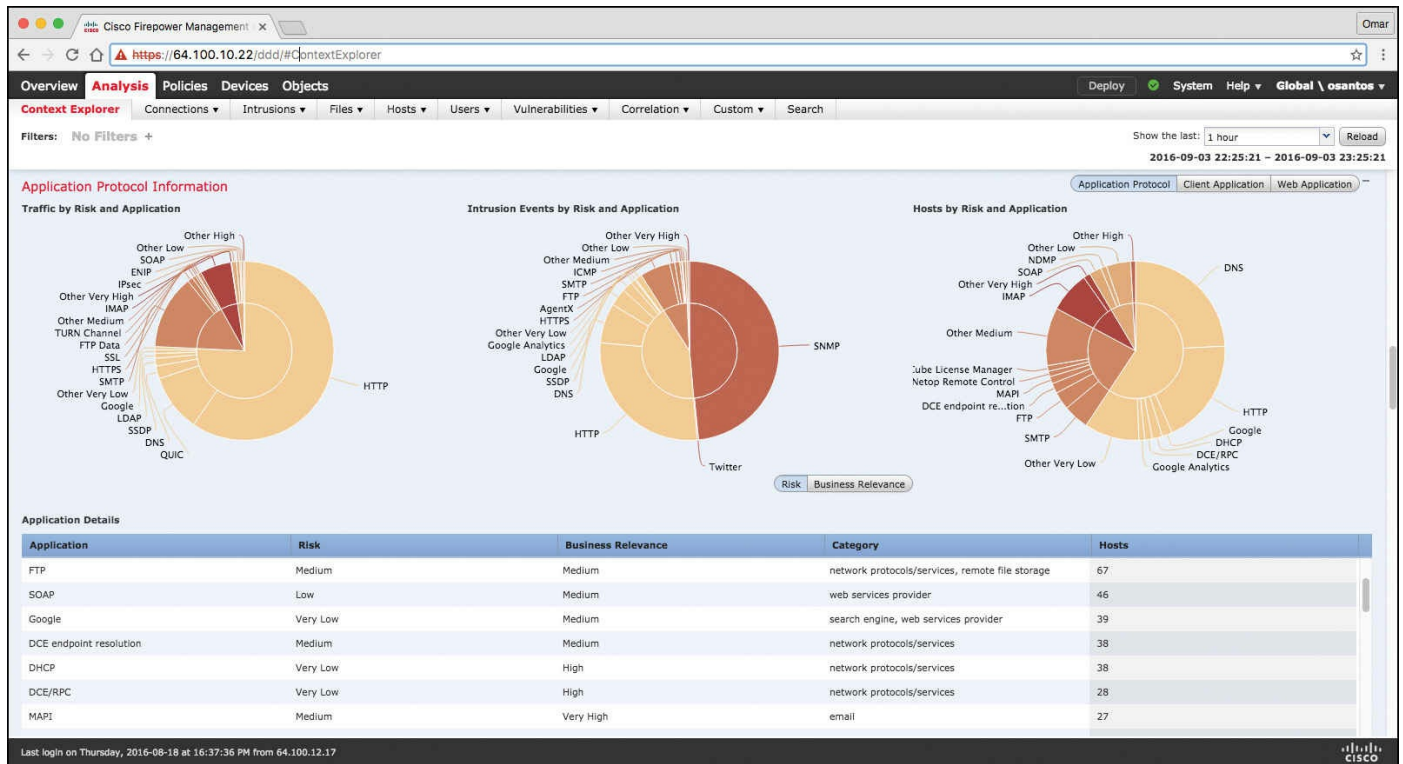 Cisco Firepower Management
Omar
https://64.100.10.22/ddd/#ContextExplorer
Overview Analysis Policies Devices Objects
Deploy System Help Global \ osantos
Context Explorer Connections Intrusions Files Hosts Users Vulnerabilities Correlation Custom Search
Filters: No Filters +
Show the last: 1 hour Reload
2016-09-03 22:25:21 – 2016-09-03 23:25:21
Application Protocol Information
Application Protocol Client Application Web Application
Traffic by Risk and Application
Other High
Other Low
SOAP
ENIP
IPsec
Other Very High
IMAP
Other Medium
TURN Channel
FTP Data
SSL
HTTPS
SMTP
Other Very Low
Google
LDAP
SSDP
DNS
QUIC
HTTP
Intrusion Events by Risk and Application
Other Very High
Other Low
Other Medium
ICMP
SMTP
FTP
AgentX
HTTPS
Other Very Low
Google Analytics
LDAP
Google
SSDP
DNS
HTTP
SNMP
Twitter
Hosts by Risk and Application
Other High
Other Low
NDMP
SOAP
Other Very High
IMAP
Other Medium
Cube License Manager
Netop Remote Control
MAPI
DCE endpoint re...tion
FTP
SMTP
Other Very Low
DNS
HTTP
Google
DHCP
DCE/RPC
Google Analytics
Risk Business Relevance
Application Details
Application Risk Business Relevance Category Hosts
FTP Medium Medium network protocols/services, remote file storage 67
SOAP Low Medium web services provider 46
Google Very Low Medium search engine, web services provider 39
DCE endpoint resolution Medium Medium network protocols/services 38
DHCP Very Low High network protocols/services 38
DCE/RPC Very Low High network protocols/services 28
MAPI Medium Very High email 27
Last login on Thursday, 2016-08-18 at 16:37:36 PM from 64.100.12.17
CISCO